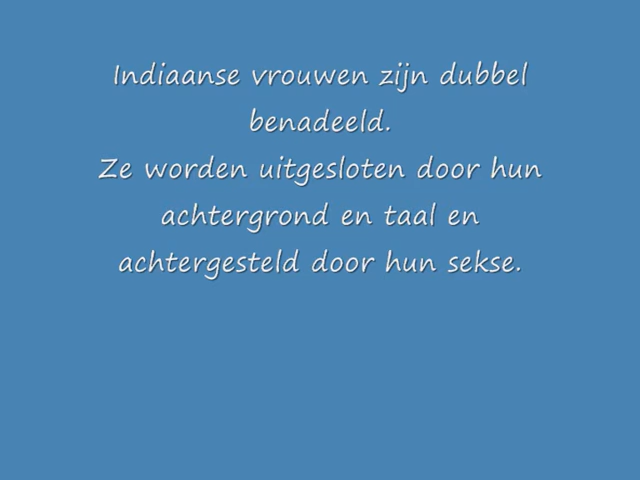 Indiaanse vrouwen zijn dubbel
benadeeld.
Ze worden uitgesloten door hun
achtergrond en taal en
achtergesteld door hun sekse.